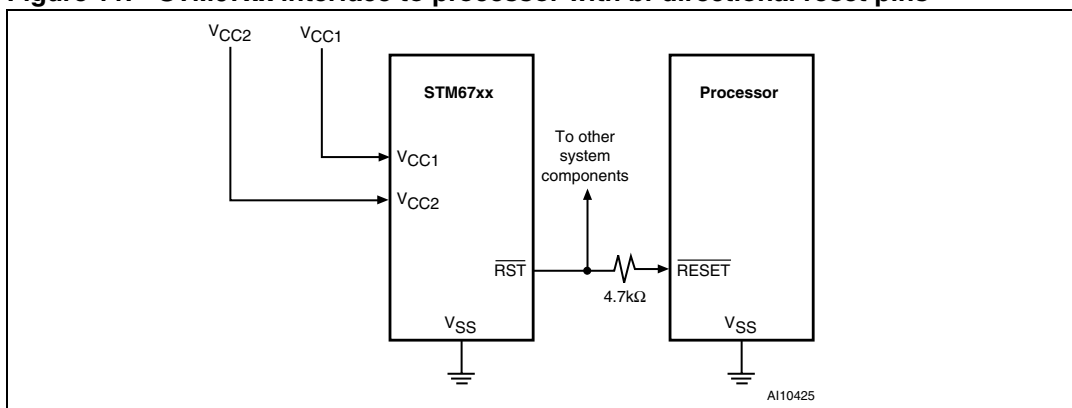 Figure 11. STM67xx interface to processor with bi-directional reset pins
VCC2
VCC1
STM67xx
Processor
To other
system
components
VCC1
VCC2
RST
RESET
4.7kΩ
VSS
VSS
AI10425